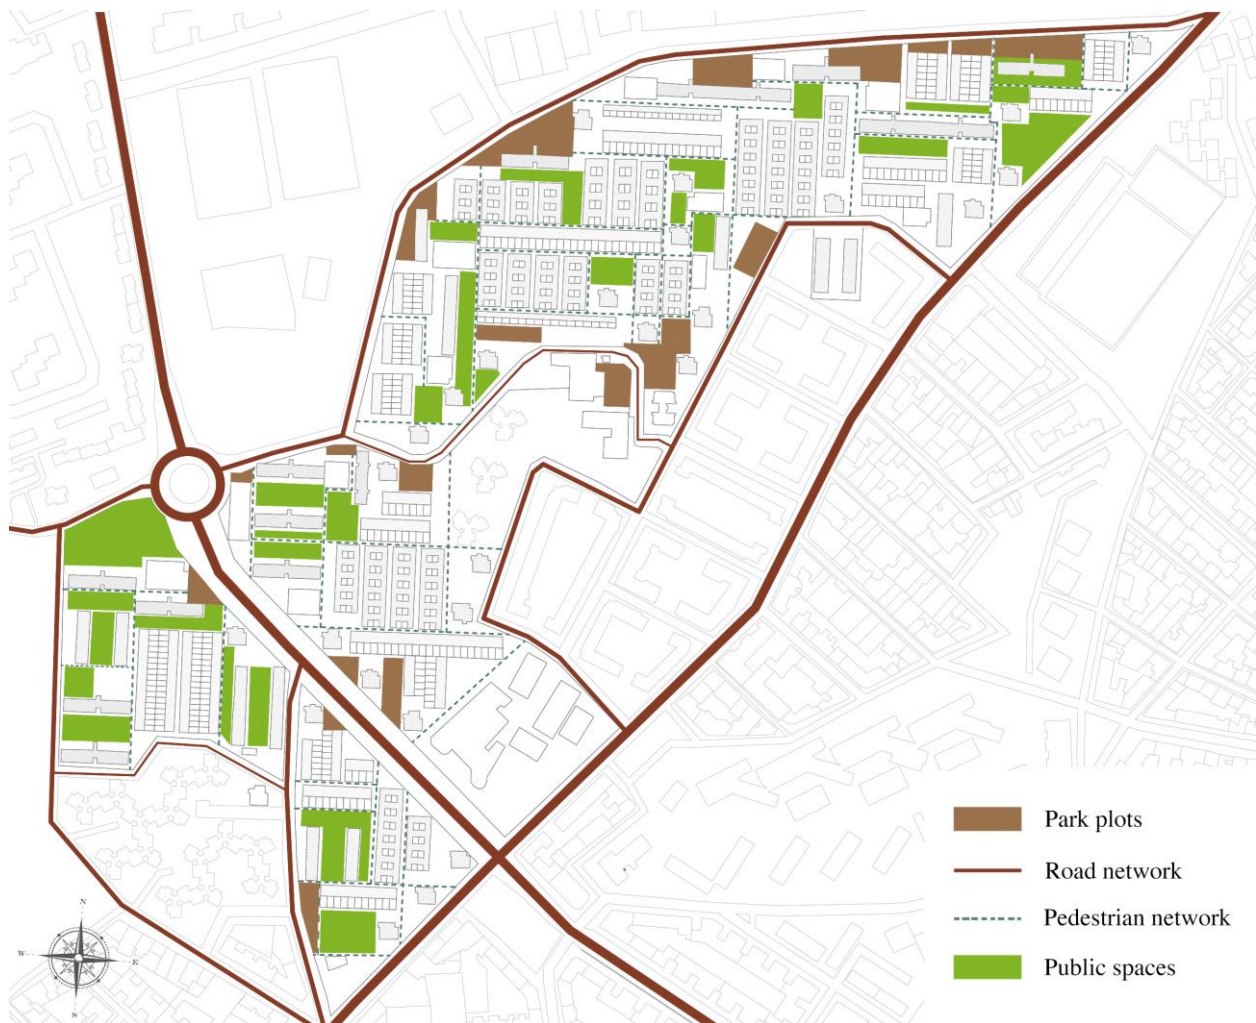 Park plots
Road network
Pedestrian network
Public spaces
N
W
E
S